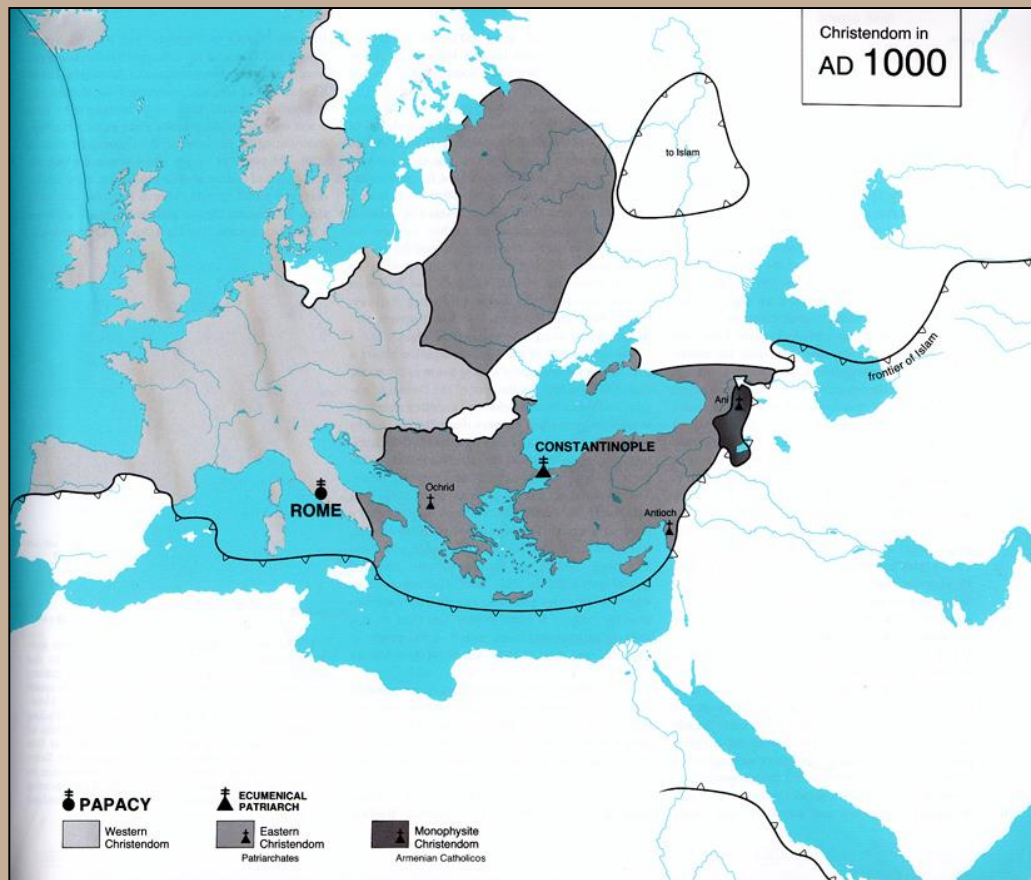 Christendom in
AD 1000
to Islam
frontier of Islam
Ani
CONSTANTINOPLE
Ochrid
ROME
Antioch
PAPACY
ECUMENICAL
PATRIARCH
Western
Christendom
Eastern
Christendom
Patriarchates
Monophysite
Christendom
Armenian Catholicos